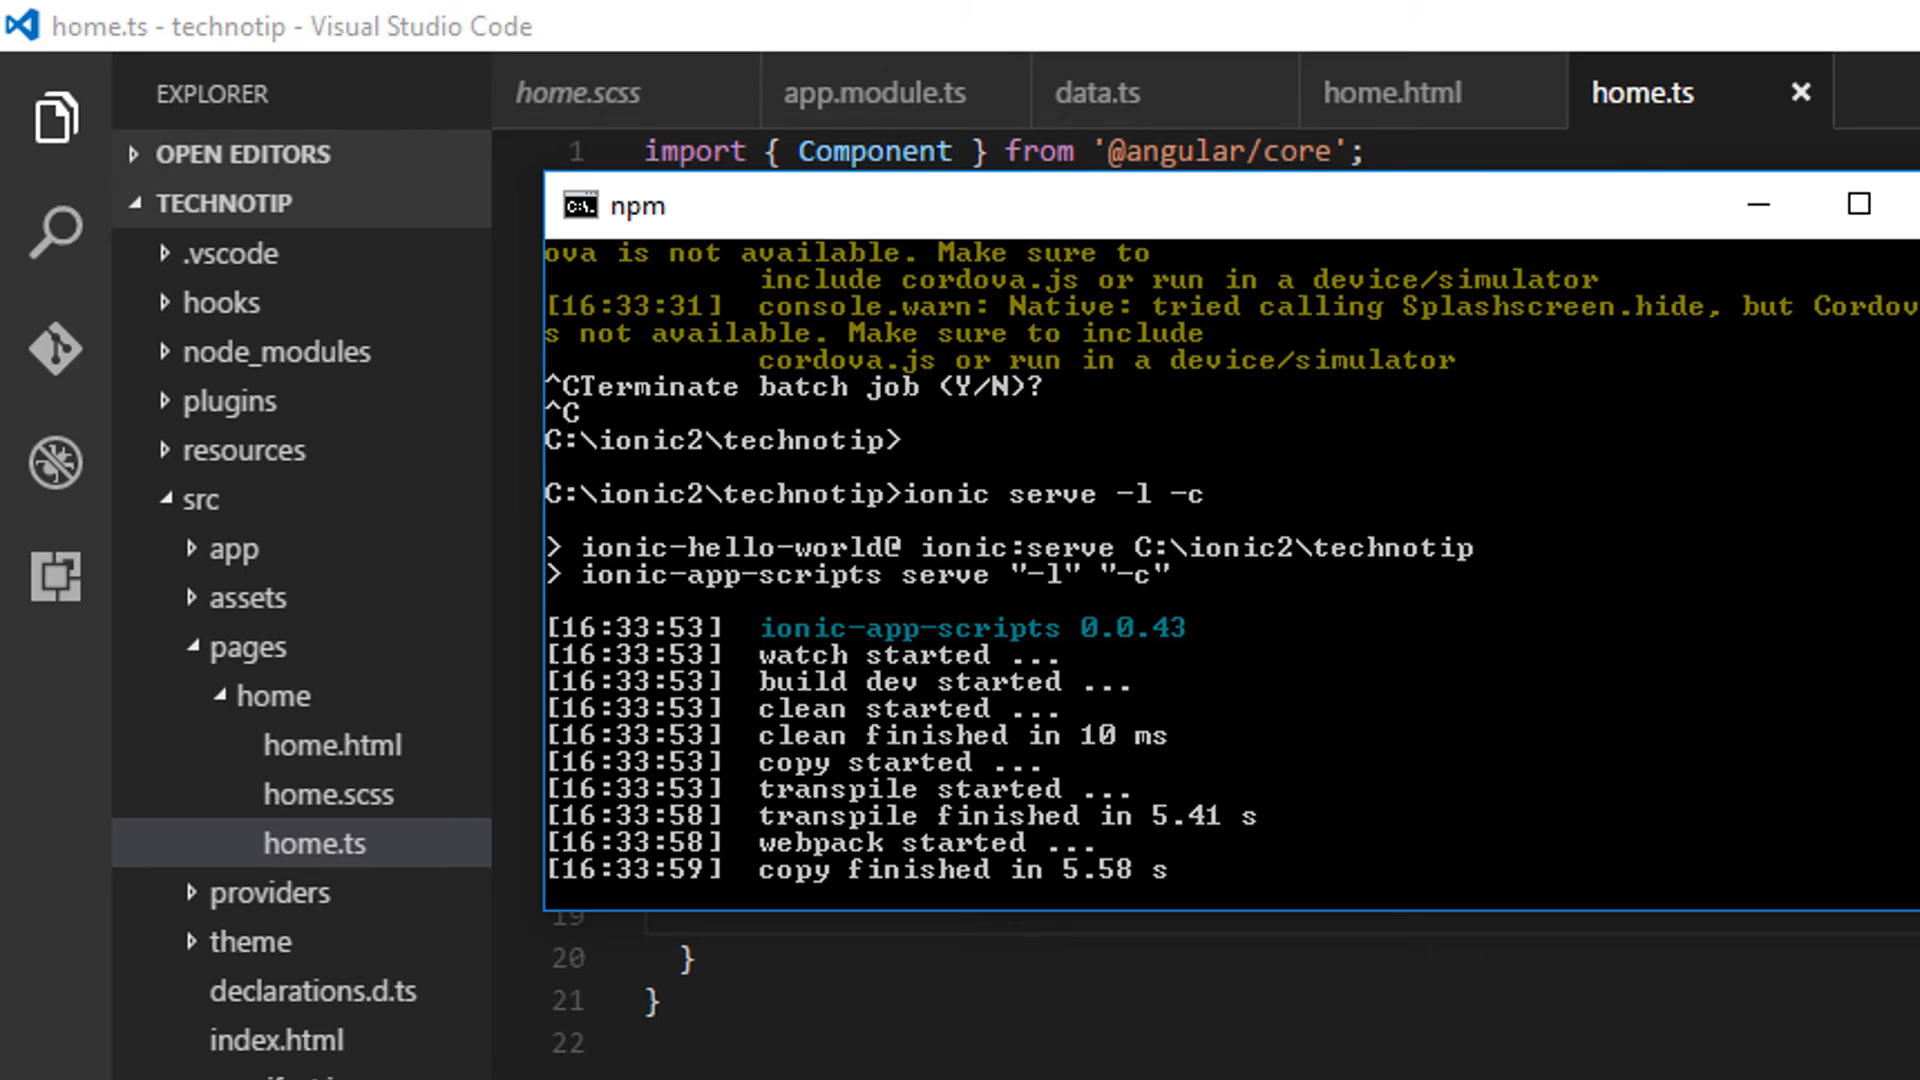 home.ts - technotip - Visual Studio Code
EXPLORER
OPEN EDITORS
TECHNOTIP
.vscode
hooks
node_modules
plugins
resources
src
app
assets
pages
home
home.html
home.scss
home.ts
providers
theme
declarations.d.ts
index.html
home.scss
app.module.ts
data.ts
home.html
home.ts
1 import { Component } from '@angular/core';
npm
ova is not available. Make sure to
include cordova.js or run in a device/simulator
[16:33:31] console.warn: Native: tried calling Splashscreen.hide, but Cordov
s not available. Make sure to include
cordova.js or run in a device/simulator
^CTerminate batch job (Y/N)?
^C
C:\ionic2\technotip>
C:\ionic2\technotip>ionic serve -l -c
> ionic-hello-world@ ionic:serve C:\ionic2\technotip
> ionic-app-scripts serve "-l" "-c"
[16:33:53] ionic-app-scripts 0.0.43
[16:33:53] watch started ...
[16:33:53] build dev started ...
[16:33:53] clean started ...
[16:33:53] clean finished in 10 ms
[16:33:53] copy started ...
[16:33:53] transpile started ...
[16:33:58] transpile finished in 5.41 s
[16:33:58] webpack started ...
[16:33:59] copy finished in 5.58 s
19
20 }
21 }
22